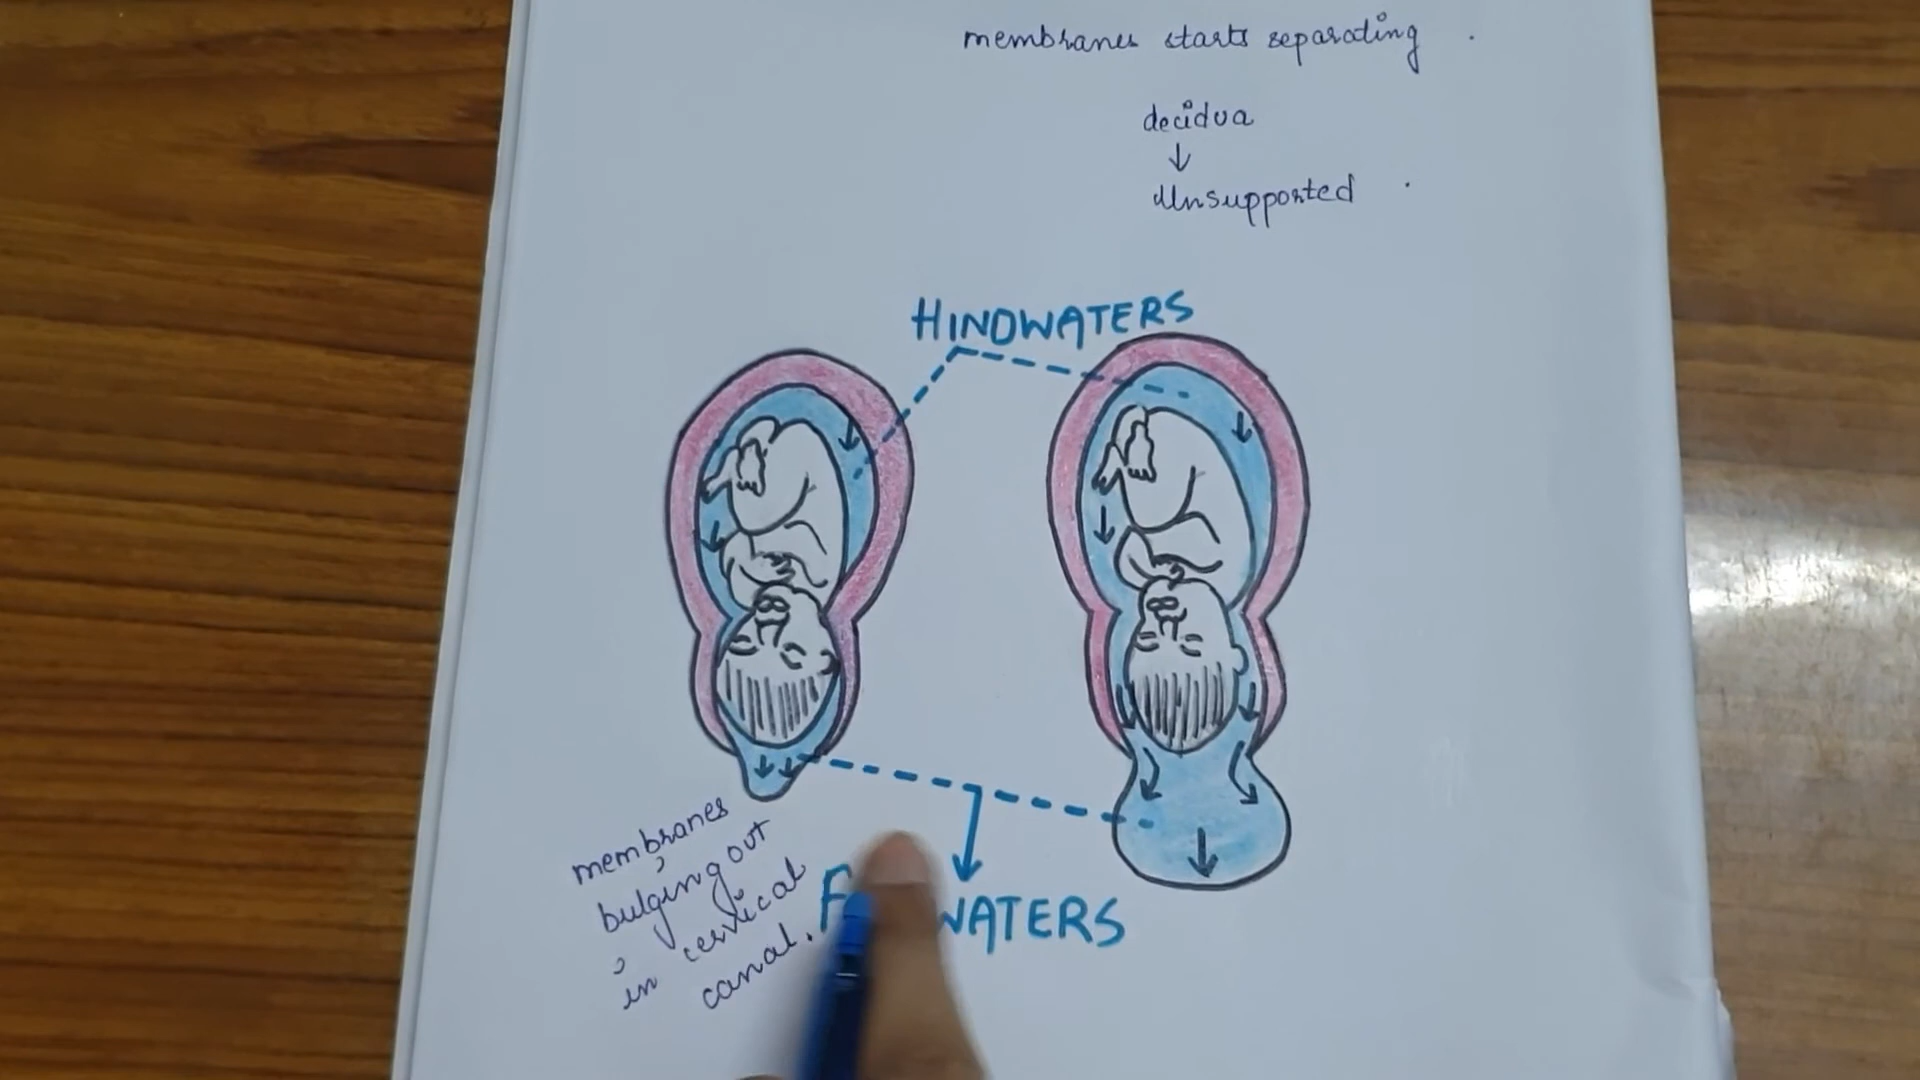 membranes starts separating .
decidua
↓
Unsupported .
HINDWATERS
membranes
bulging out
in cervical
canal.
WATERS